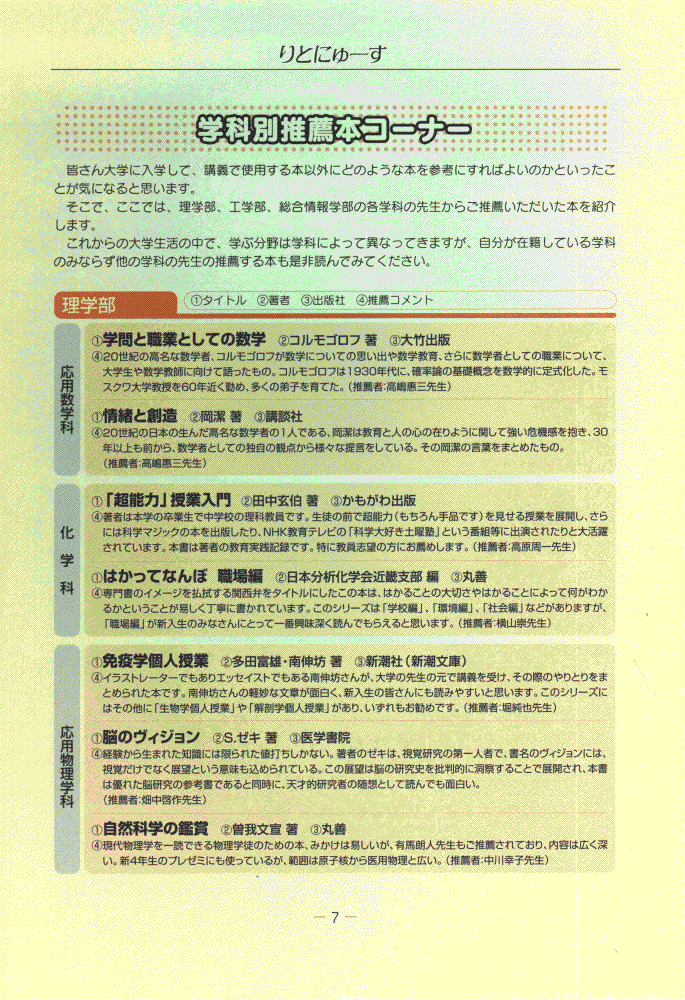 りとにゅーす
学科別推薦本コーナー
皆さん大学に入学して、講義で使用する本以外にどのような本を参考にすればよいのかといったこ
とが気になると思います。
そこで、ここでは、理学部、工学部、総合情報学部の各学科の先生からご推薦いただいた本を紹介
します。
これからの大学生活の中で、学ぶ分野は学科によって異なってきますが、自分が在籍している学科
のみならず他の学科の先生の推薦する本も是非読んでみてください。
理学部 ①タイトル ②著者 ③出版社 ④推薦コメント
応用数学科
①学問と職業としての数学 ②コルモゴロフ 著 ③大竹出版
④20世紀の高名な数学者、コルモゴロフが数学についての思い出や数学教育、さらに数学者としての職業について、
大学生や数学教師に向けて語ったもの。コルモゴロフは1930年代に、確率論の基礎概念を数学的に定式化した。モ
スクワ大学教授を60年近く勤め、多くの弟子を育てた。(推薦者:高嶋惠三先生)
①情緒と創造 ②岡潔 著 ③講談社
④20世紀の日本の生んだ高名な数学者の1人である、岡潔は教育と人の心の在りように関して強い危機感を抱き、30
年以上も前から、数学者としての独自の観点から様々な提言をしている。その岡潔の言葉をまとめたもの。
(推薦者:高嶋惠三先生)
化学科
①「超能力」授業入門 ②田中玄伯 著 ③かもがわ出版
④著者は本学の卒業生で中学校の理科教員です。生徒の前で超能力(もちろん手品です)を見せる授業を展開し、さら
には科学マジックの本を出版したり、NHK教育テレビの「科学大好き土曜塾」という番組等に出演されたりと大活躍
されています。本書は著者の教育実践記録です。特に教員志望の方にお薦めします。(推薦者:高原周一先生)
①はかってなんぼ 職場編 ②日本分析化学会近畿支部 編 ③丸善
④専門書のイメージを払拭する関西弁をタイトルにしたこの本は、はかることの大切さやはかることによって何がわか
るかということが易しく丁寧に書かれています。このシリーズは「学校編」、「環境編」、「社会編」などがありますが、
「職場編」が新入生のみなさんにとって一番興味深く読んでもらえると思います。(推薦者:横山崇先生)
応用物理学科
①免疫学個人授業 ②多田富雄・南伸坊 著 ③新潮社(新潮文庫)
④イラストレーターでもありエッセイストでもある南伸坊さんが、大学の先生の元で講義を受け、その際のやりとりをま
とめられた本です。南伸坊さんの軽妙な文章が面白く、新入生の皆さんにも読みやすいと思います。このシリーズに
はその他に「生物学個人授業」や「解剖学個人授業」があり、いずれもお勧めです。(推薦者:堀純也先生)
①脳のヴィジョン ②S.ゼキ 著 ③医学書院
④経験から生まれた知識には限られた値打ちしかない。著者のゼキは、視覚研究の第一人者で、書名のヴィジョンには、
視覚だけでなく展望という意味も込められている。この展望は脳の研究史を批判的に洞察することで展開され、本書
は優れた脳研究の参考書であると同時に、天才的研究者の随想として読んでも面白い。
(推薦者:畑中啓作先生)
①自然科学の鑑賞 ②曽我文宣 著 ③丸善
④現代物理学を一読できる物理学徒のための本、みかけは易しいが、有馬朗人先生もご推薦されており、内容は広く深
い。新4年生のプレゼミにも使っているが、範囲は原子核から医用物理と広い。(推薦者:中川幸子先生)
― 7 ―